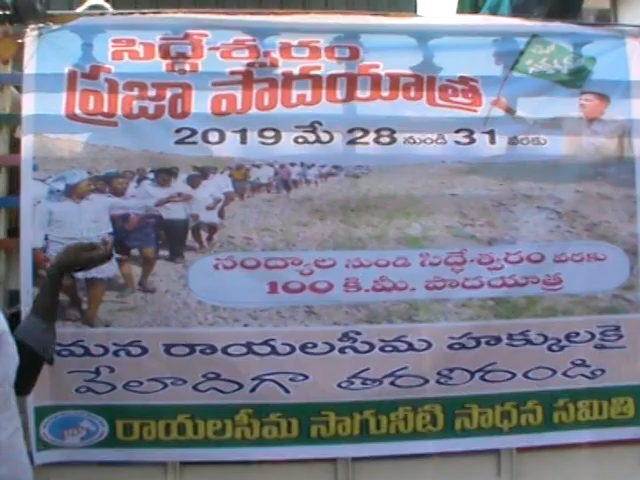 సిద్ధేశ్వరం
ప్రజా పాదయాత్ర
2019 మే 28 నుండి 31 వరకు
నంద్యాల నుండి సిద్ధేశ్వరం వరకు
100 కి.మీ. పాదయాత్ర
మన రాయలసీమ హక్కులకై
వేలాదిగా తరలిరండి
రాయలసీమ సాగునీటి సాధన సమితి